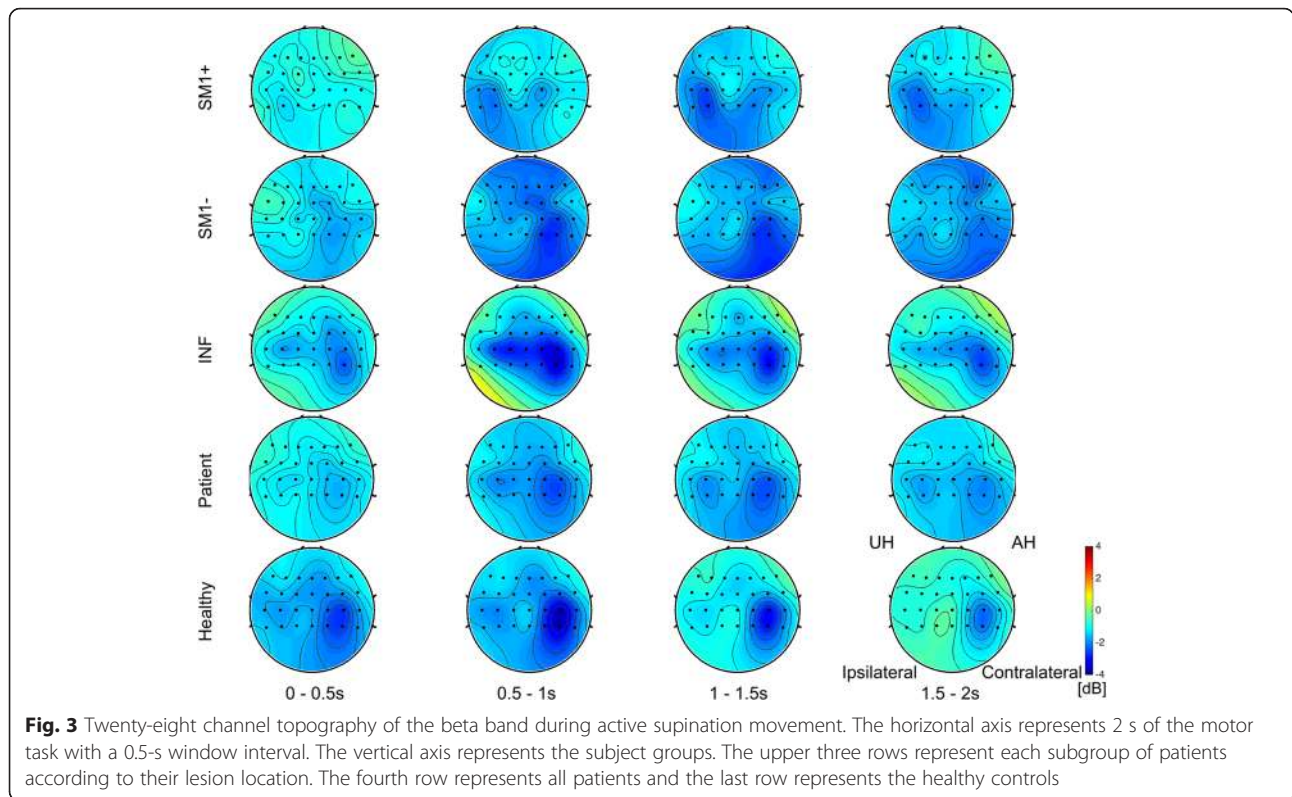 SM1+
SM1-
INF
Patient
UH AH
Healthy
4
2
0
-2
-4
[dB]
Ipsilateral Contralateral
0 - 0.5s 0.5 - 1s 1 - 1.5s 1.5 - 2s
Fig. 3 Twenty-eight channel topography of the beta band during active supination movement. The horizontal axis represents 2 s of the motor
task with a 0.5-s window interval. The vertical axis represents the subject groups. The upper three rows represent each subgroup of patients
according to their lesion location. The fourth row represents all patients and the last row represents the healthy controls